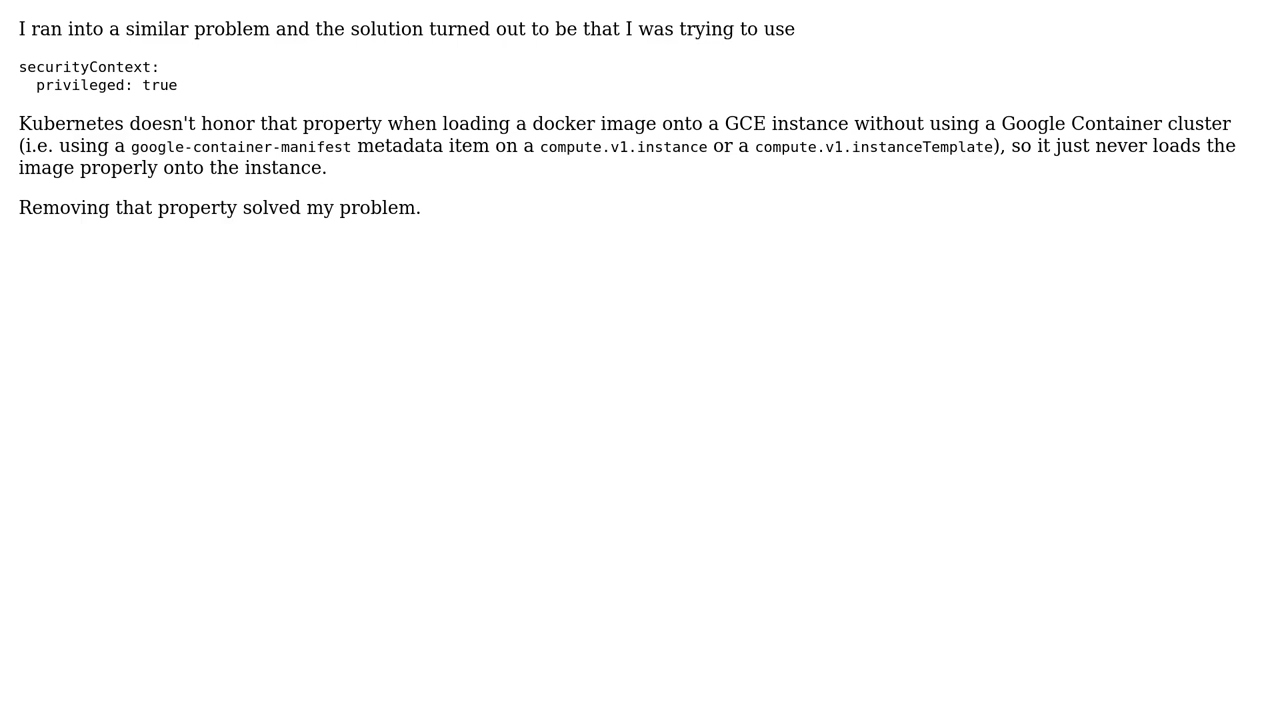 I ran into a similar problem and the solution turned out to be that I was trying to use
securityContext:
  privileged: true
Kubernetes doesn't honor that property when loading a docker image onto a GCE instance without using a Google Container cluster
(i.e. using a google-container-manifest metadata item on a compute.v1.instance or a compute.v1.instanceTemplate), so it just never loads the
image properly onto the instance.
Removing that property solved my problem.